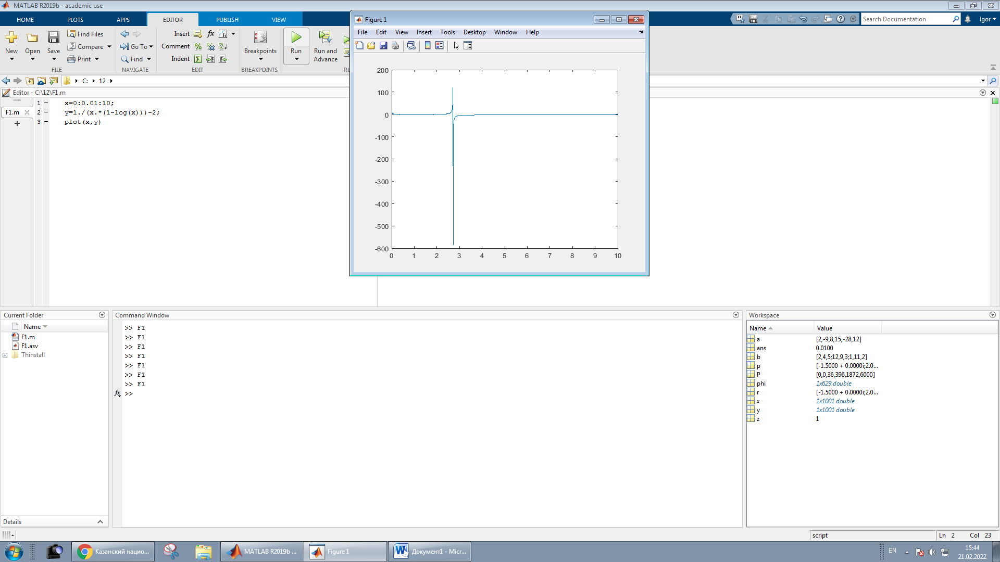 MATLAB R2019b - academic use
HOME PLOTS APPS EDITOR PUBLISH VIEW
Search Documentation
Igor
New
Open
Save
Find Files
Compare
Print
FILE
Go To
Find
NAVIGATE
Insert
Comment
Indent
EDIT
Breakpoints
BREAKPOINTS
Run
Run and Advance
C: 12
Editor - C:\12\F1.m
F1.m
1 x=0:0.01:10;
2 y=1./(x.*(1-log(x)))-2;
3 plot(x,y)
Figure 1
File Edit View Insert Tools Desktop Window Help
200
100
0
-100
-200
-300
-400
-500
-600
0 1 2 3 4 5 6 7 8 9 10
Current Folder
Name
F1.m
F1.asv
Thinstall
Details
Command Window
>> F1
>> F1
>> F1
>> F1
>> F1
>> F1
>> F1
fx >>
Workspace
Name Value
a [2,-9,8,15,-28,12]
ans 0.0100
b [2,4,5;12,9,3;1,11,2]
p [-1.5000 + 0.0000i;2.0...
P [0,0,36,396,1872,6000]
phi 1x629 double
r [-1.5000 + 0.0000i;2.0...
x 1x1001 double
y 1x1001 double
z 1
script
Ln 2 Col 23
Казанский нацио...
MATLAB R2019b ...
Figure 1
Документ1 - Micr...
EN
15:44
21.02.2022